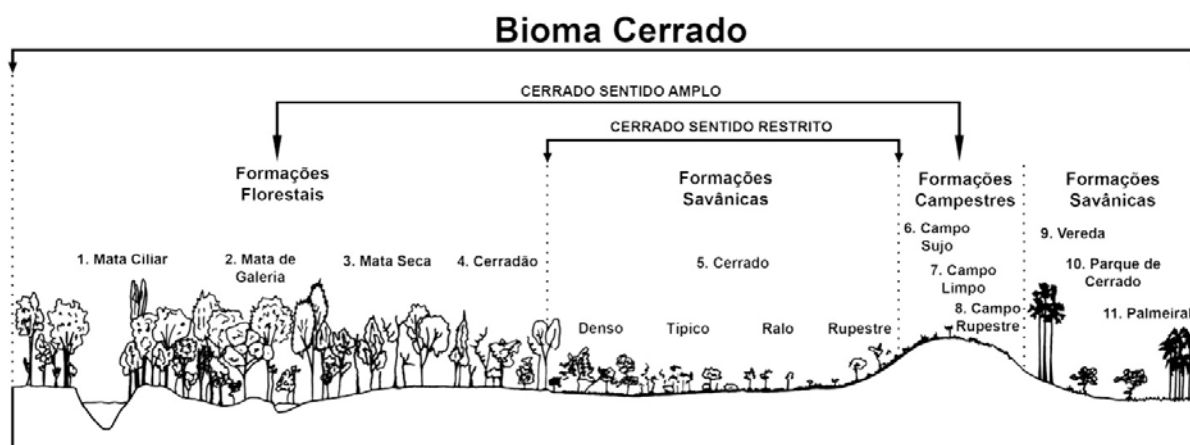 Bioma Cerrado
CERRADO SENTIDO AMPLO
CERRADO SENTIDO RESTRITO
Formações
Florestais
Formações
Savânicas
Formações
Campestres
Formações
Savânicas
1. Mata Ciliar
2. Mata de
Galeria
3. Mata Seca
4. Cerradão
5. Cerrado
Denso
Típico
Ralo
Rupestre
6. Campo
Sujo
7. Campo
Limpo
8. Campo
Rupestre
9. Vereda
10. Parque de
Cerrado
11. Palmeiral